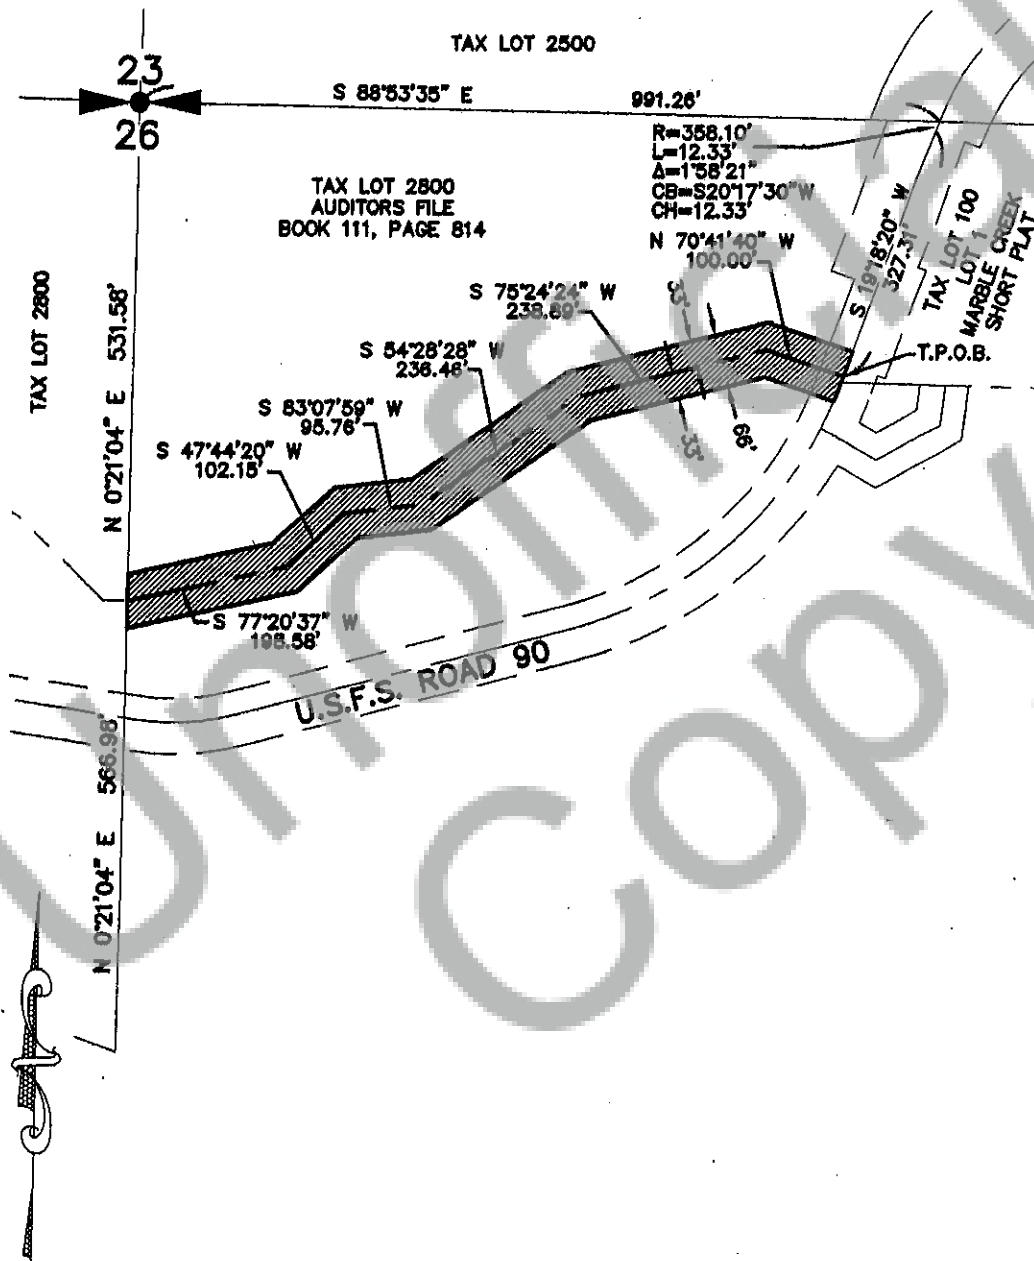 TAX LOT 2500
23
S 88°53'35" E 991.26'
26
R=358.10'
L=12.33'
Δ=1°58'21"
CB=S20°17'30"W
CH=12.33'
TAX LOT 2800
AUDITORS FILE
BOOK 111, PAGE 814
N 70°41'40" W
100.00'
S 19°18'20" W
327.31'
TAX LOT 100
LOT 1
MARBLE CREEK
SHORT PLAT
TAX LOT 2800
N 0°21'04" E 531.58'
S 75°24'24" W
238.89'
33'
S 54°28'28" W
236.46'
T.P.O.B.
S 83°07'59" W
95.76'
S 47°44'20" W
102.15'
33'
66'
S 77°20'37" W
U.S.F.S. ROAD 90
N 0°21'04" E 566.98'
Unofficial
Copy